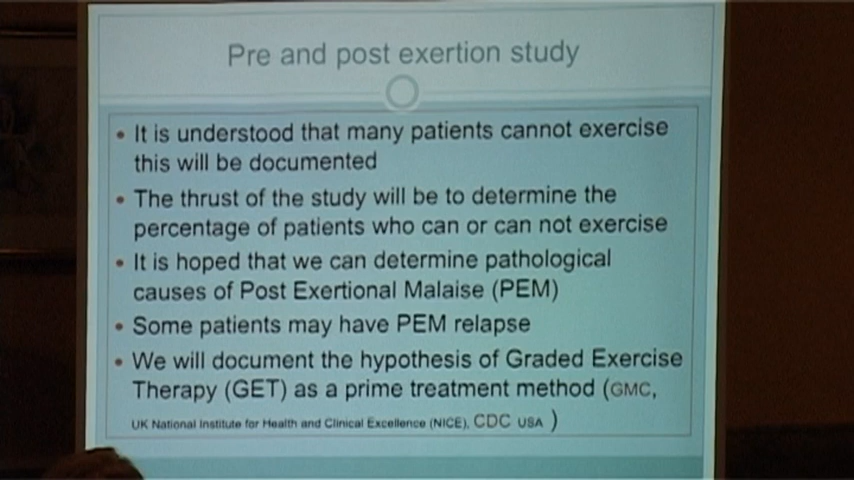 Pre and post exertion study
• It is understood that many patients cannot exercise
this will be documented
• The thrust of the study will be to determine the
percentage of patients who can or can not exercise
• It is hoped that we can determine pathological
causes of Post Exertional Malaise (PEM)
• Some patients may have PEM relapse
• We will document the hypothesis of Graded Exercise
Therapy (GET) as a prime treatment method (GMC,
UK National Institute for Health and Clinical Excellence (NICE), CDC USA )